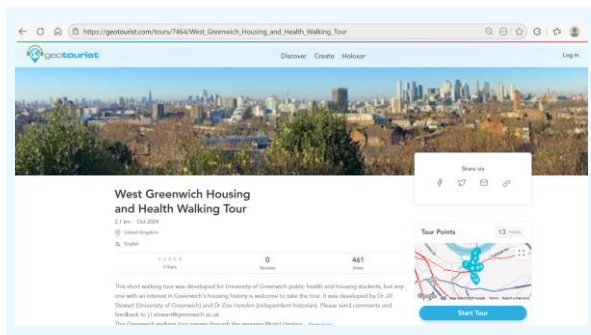 https://geotourist.com/tours/7464/West_Greenwich_Housing_and_Health_Walking_Tour
geotourist
Discover Create Holoxar
Log in
Share via
West Greenwich Housing
and Health Walking Tour
2.1 km Oct 2024
United Kingdom
English
0 Stars
0
Reviews
461
Views
Tour Points
13 Points
Google
Start Tour
This short walking tour was developed for University of Greenwich public health and housing students, but any
one with an interest in Greenwich's housing history is welcome to take the tour. It was developed by Dr Jill
Stewart (University of Greenwich) and Dr Zoe Hendon (independent historian). Please send comments and
feedback to j.l.stewart@greenwich.ac.uk
This Greenwich walking tour passes through the amazing World Heritage